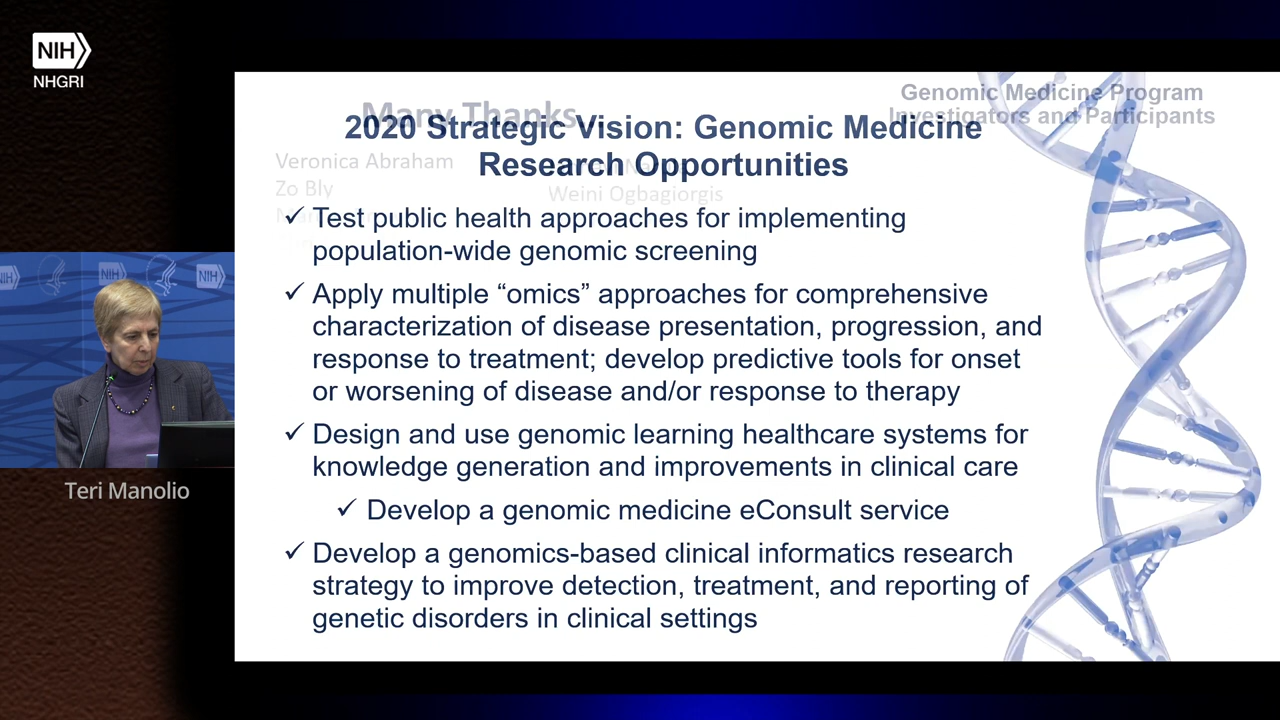 NIH
NHGRI
Many Thanks
Genomic Medicine Program
Investigators and Participants
2020 Strategic Vision: Genomic Medicine
Research Opportunities
Veronica Abraham
Zo Bly
Weini Ogbagiorgis
✓ Test public health approaches for implementing
population-wide genomic screening
✓ Apply multiple “omics” approaches for comprehensive
characterization of disease presentation, progression, and
response to treatment; develop predictive tools for onset
or worsening of disease and/or response to therapy
✓ Design and use genomic learning healthcare systems for
knowledge generation and improvements in clinical care
✓ Develop a genomic medicine eConsult service
✓ Develop a genomics-based clinical informatics research
strategy to improve detection, treatment, and reporting of
genetic disorders in clinical settings
NIH
NIH
NIH
Teri Manolio